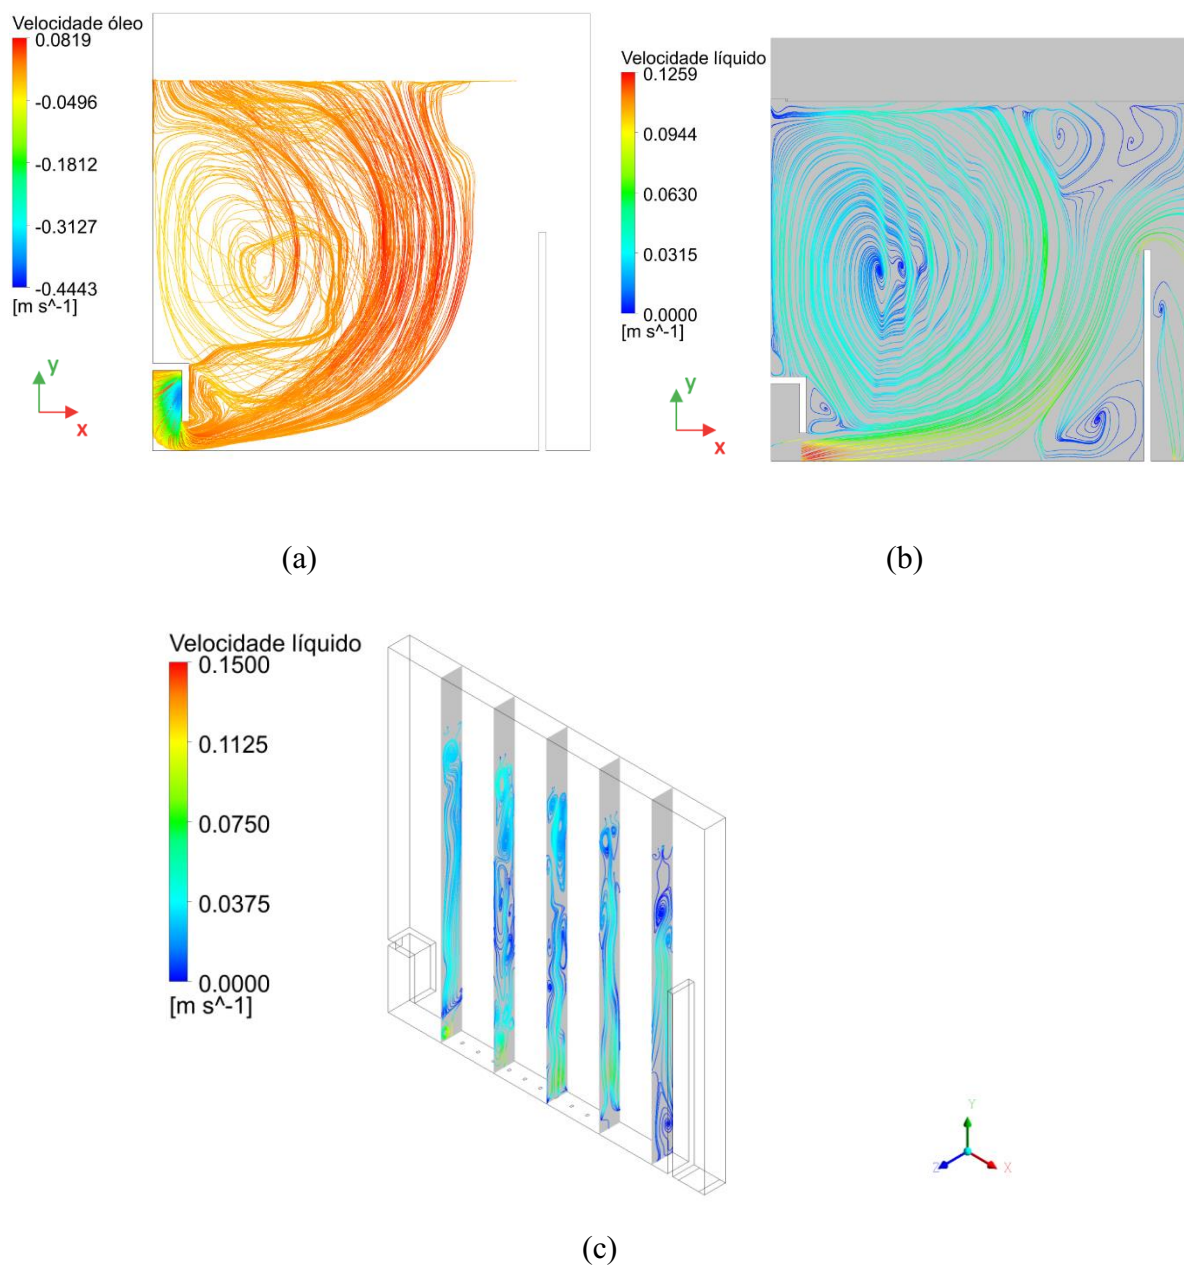 Velocidade óleo
0.0819
-0.0496
-0.1812
-0.3127
-0.4443
[m s^-1]
y
x
Velocidade líquido
0.1259
0.0944
0.0630
0.0315
0.0000
[m s^-1]
y
x
(a)
(b)
Velocidade líquido
0.1500
0.1125
0.0750
0.0375
0.0000
[m s^-1]
Y
Z
X
(c)